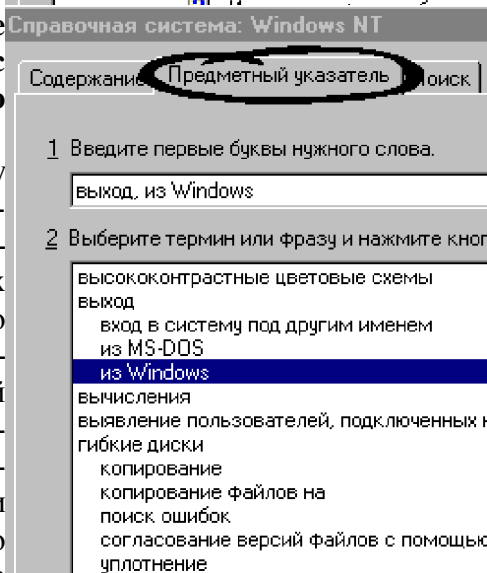 Справочная система: Windows NT
Содержание Предметный указатель Поиск
1 Введите первые буквы нужного слова.
выход, из Windows
2 Выберите термин или фразу и нажмите кноп
высококонтрастные цветовые схемы
выход
вход в систему под другим именем
из MS-DOS
из Windows
вычисления
выявление пользователей, подключенных к
гибкие диски
копирование
копирование файлов на
поиск ошибок
согласование версий файлов с помощью
уплотнение